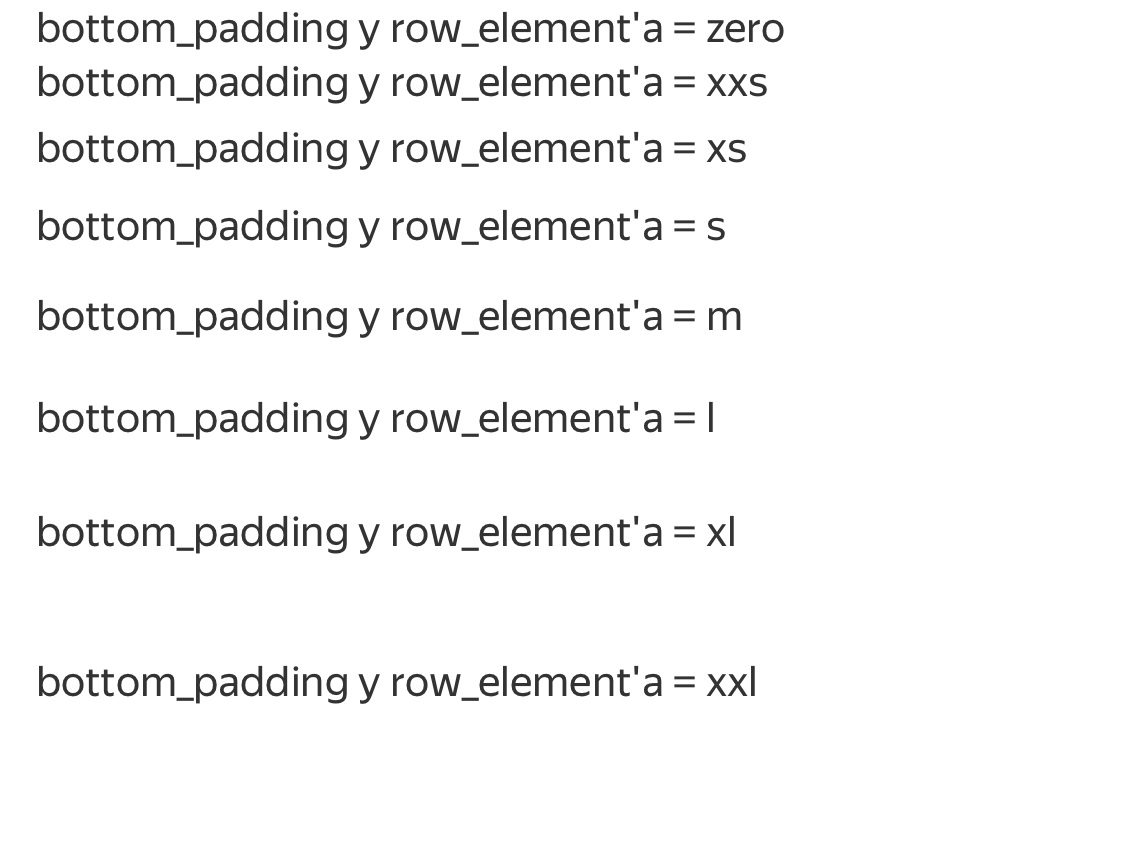 bottom_padding у row_element'а = zero
bottom_padding у row_element'а = xxs
bottom_padding у row_element'а = xs
bottom_padding у row_element'а = s
bottom_padding у row_element'а = m
bottom_padding у row_element'а = l
bottom_padding у row_element'а = xl
bottom_padding у row_element'а = xxl